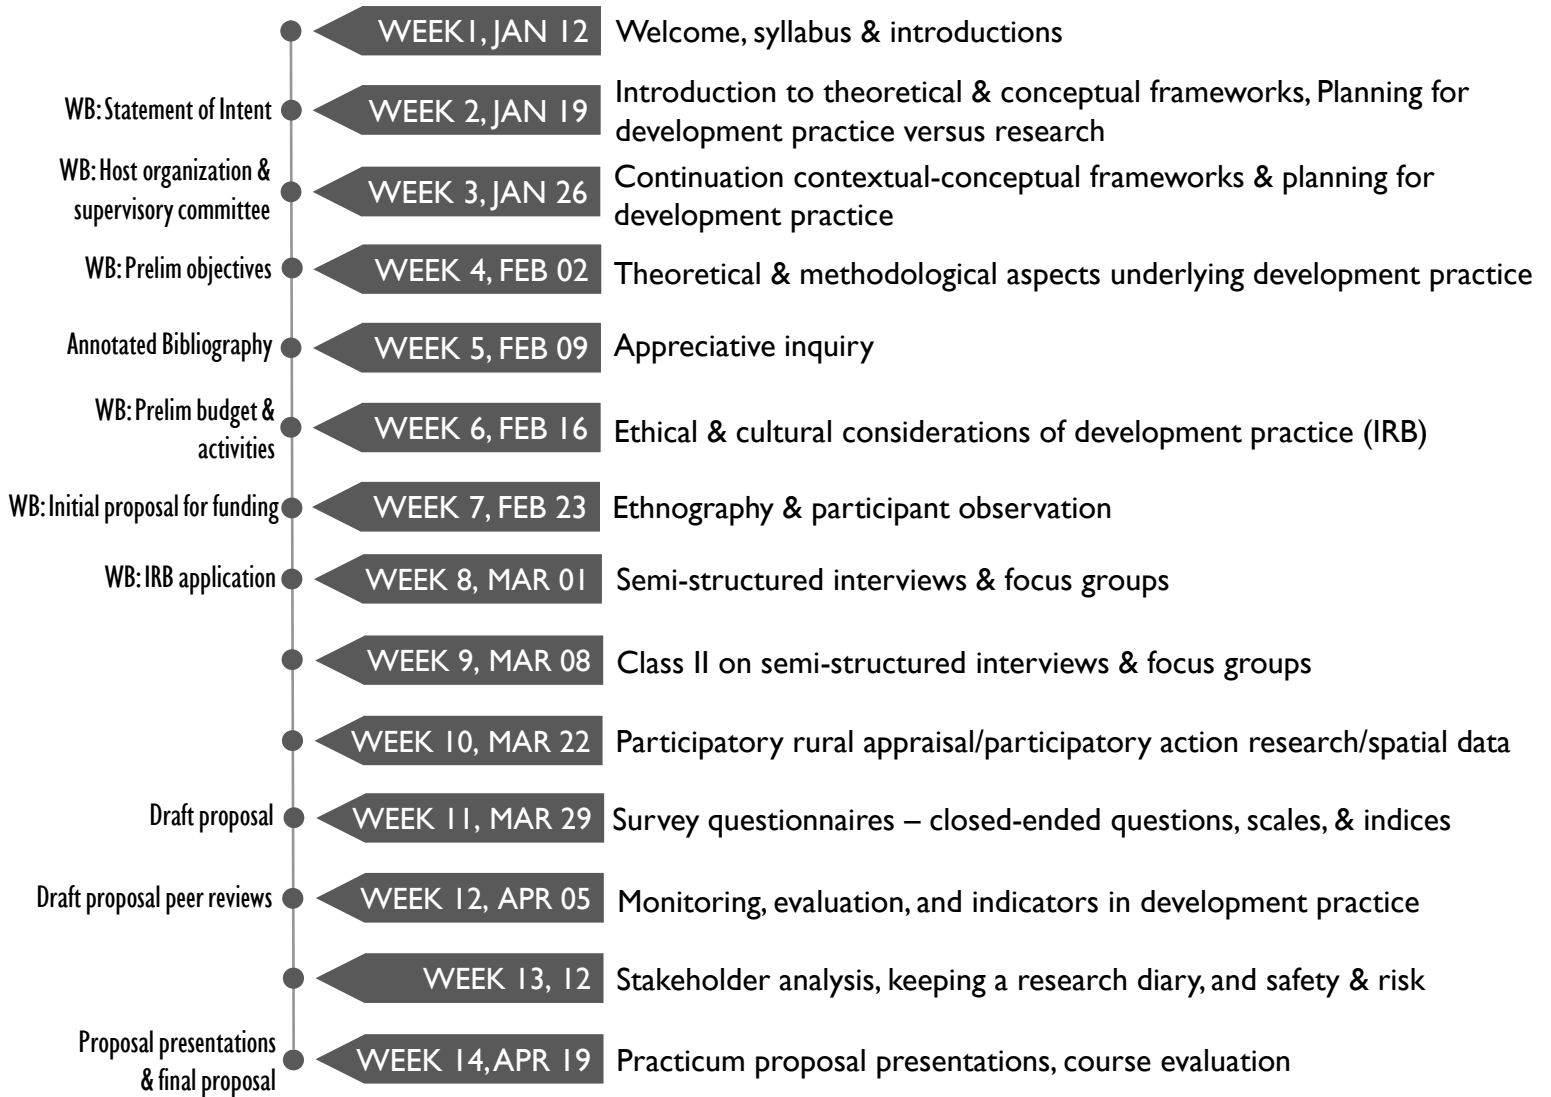 WEEK1, JAN 12
Welcome, syllabus & introductions
WB: Statement of Intent
WEEK 2, JAN 19
Introduction to theoretical & conceptual frameworks, Planning for
development practice versus research
WB: Host organization &
supervisory committee
WEEK 3, JAN 26
Continuation contextual-conceptual frameworks & planning for
development practice
WB: Prelim objectives
WEEK 4, FEB 02
Theoretical & methodological aspects underlying development practice
Annotated Bibliography
WEEK 5, FEB 09
Appreciative inquiry
WB: Prelim budget &
activities
WEEK 6, FEB 16
Ethical & cultural considerations of development practice (IRB)
WB: Initial proposal for funding
WEEK 7, FEB 23
Ethnography & participant observation
WB: IRB application
WEEK 8, MAR 01
Semi-structured interviews & focus groups
WEEK 9, MAR 08
Class II on semi-structured interviews & focus groups
WEEK 10, MAR 22
Participatory rural appraisal/participatory action research/spatial data
Draft proposal
WEEK 11, MAR 29
Survey questionnaires – closed-ended questions, scales, & indices
Draft proposal peer reviews
WEEK 12, APR 05
Monitoring, evaluation, and indicators in development practice
WEEK 13, 12
Stakeholder analysis, keeping a research diary, and safety & risk
Proposal presentations
& final proposal
WEEK 14, APR 19
Practicum proposal presentations, course evaluation